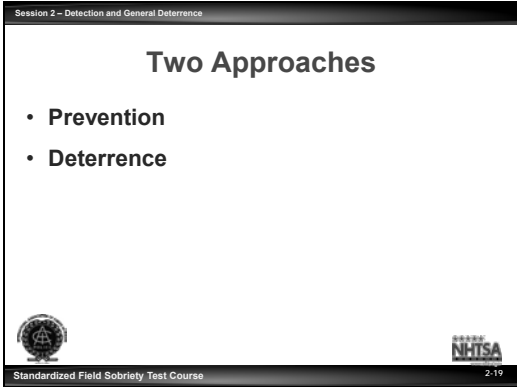 Session 2 – Detection and General Deterrence
Two Approaches
• Prevention
• Deterrence
NHTSA
Standardized Field Sobriety Test Course
2-19